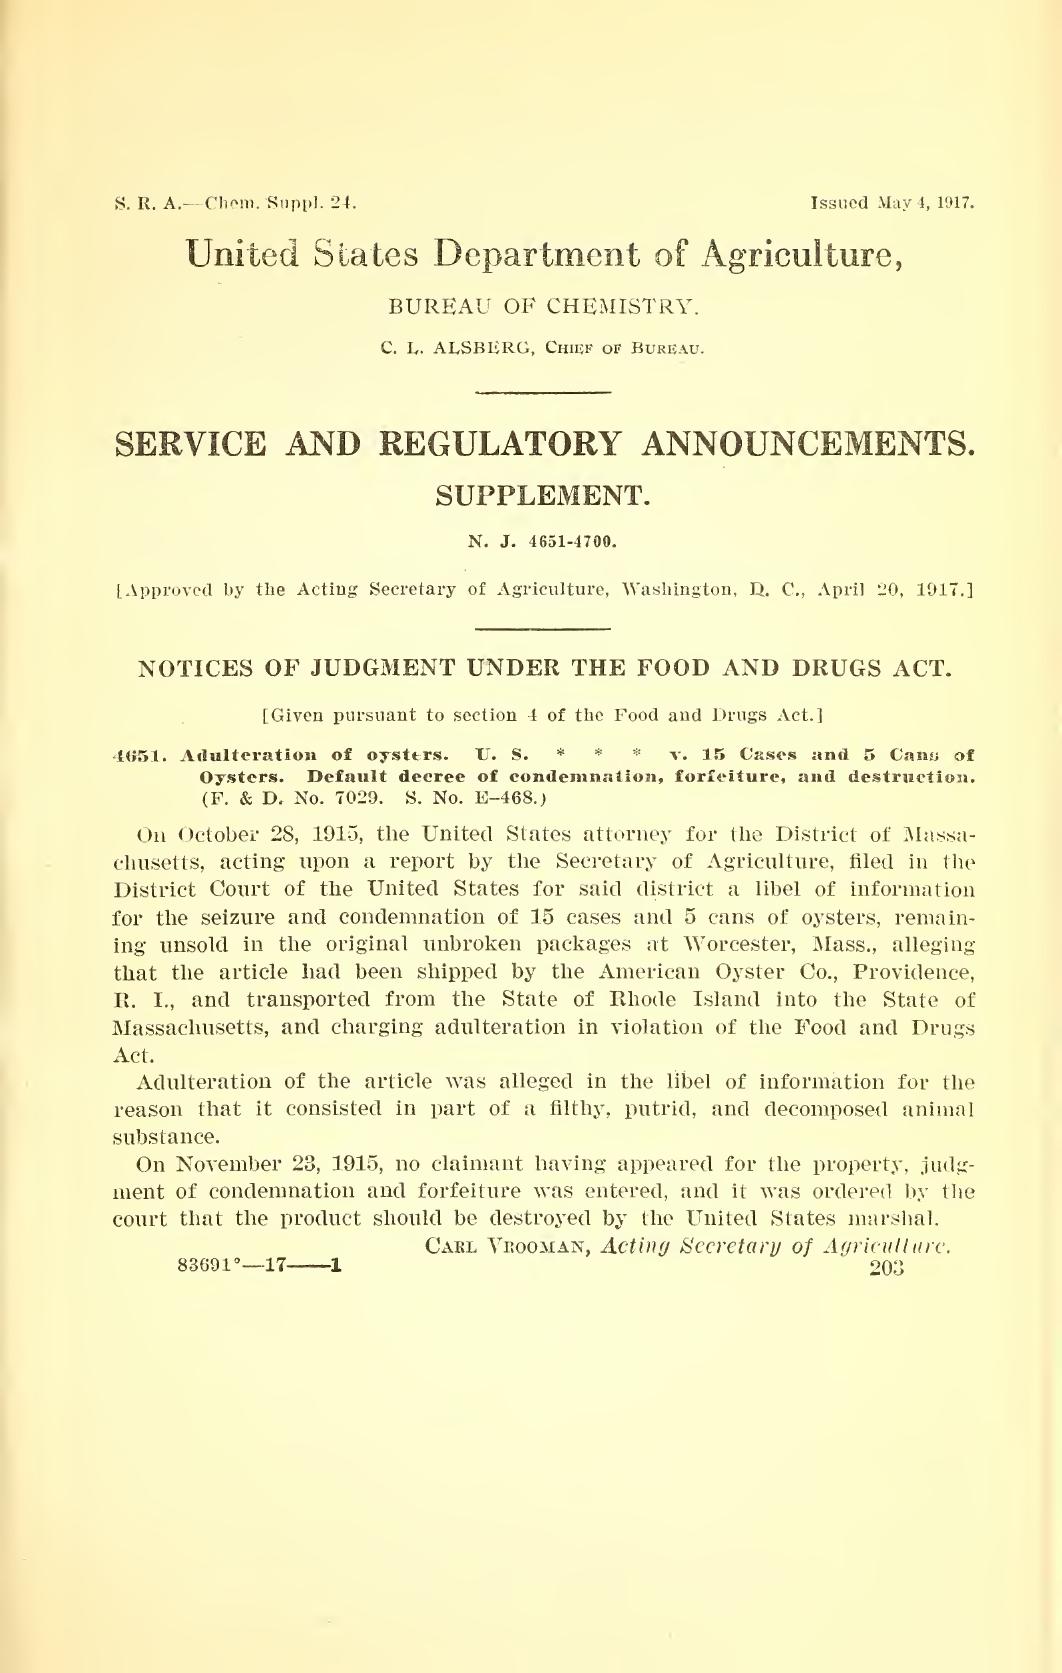 S. R. A.—Chem. Suppl. 24. Issued May 4, 1917.
United States Department of Agriculture,
BUREAU OF CHEMISTRY.
C. L. ALSBERG, CHIEF OF BUREAU.
SERVICE AND REGULATORY ANNOUNCEMENTS.
SUPPLEMENT.
N. J. 4651-4700.
[Approved by the Acting Secretary of Agriculture, Washington, D. C., April 20, 1917.]
NOTICES OF JUDGMENT UNDER THE FOOD AND DRUGS ACT.
[Given pursuant to section 4 of the Food and Drugs Act.]
4651. Adulteration of oysters. U. S. * * * v. 15 Cases and 5 Cans of
Oysters. Default decree of condemnation, forfeiture, and destruction.
(F. & D. No. 7029. S. No. E-468.)
On October 28, 1915, the United States attorney for the District of Massa-
chusetts, acting upon a report by the Secretary of Agriculture, filed in the
District Court of the United States for said district a libel of information
for the seizure and condemnation of 15 cases and 5 cans of oysters, remain-
ing unsold in the original unbroken packages at Worcester, Mass., alleging
that the article had been shipped by the American Oyster Co., Providence,
R. I., and transported from the State of Rhode Island into the State of
Massachusetts, and charging adulteration in violation of the Food and Drugs
Act.
Adulteration of the article was alleged in the libel of information for the
reason that it consisted in part of a filthy, putrid, and decomposed animal
substance.
On November 23, 1915, no claimant having appeared for the property, judg-
ment of condemnation and forfeiture was entered, and it was ordered by the
court that the product should be destroyed by the United States marshal.
CARL VROOMAN, Acting Secretary of Agriculture.
83691°—17——1 203